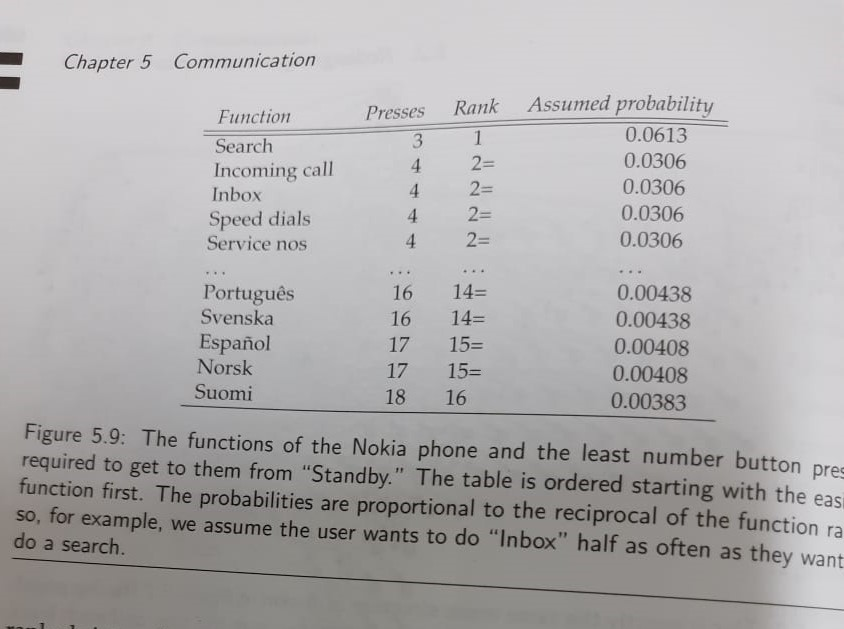 Chapter 5 Communication
Function Presses Rank Assumed probability
Search 3 1 0.0613
Incoming call 4 2= 0.0306
Inbox 4 2= 0.0306
Speed dials 4 2= 0.0306
Service nos 4 2= 0.0306
... ... ... ...
Português 16 14= 0.00438
Svenska 16 14= 0.00438
Español 17 15= 0.00408
Norsk 17 15= 0.00408
Suomi 18 16 0.00383
Figure 5.9: The functions of the Nokia phone and the least number button
required to get to them from “Standby.” The table is ordered starting with the
function first. The probabilities are proportional to the reciprocal of the function
so, for example, we assume the user wants to do “Inbox” half as often as they want
do a search.